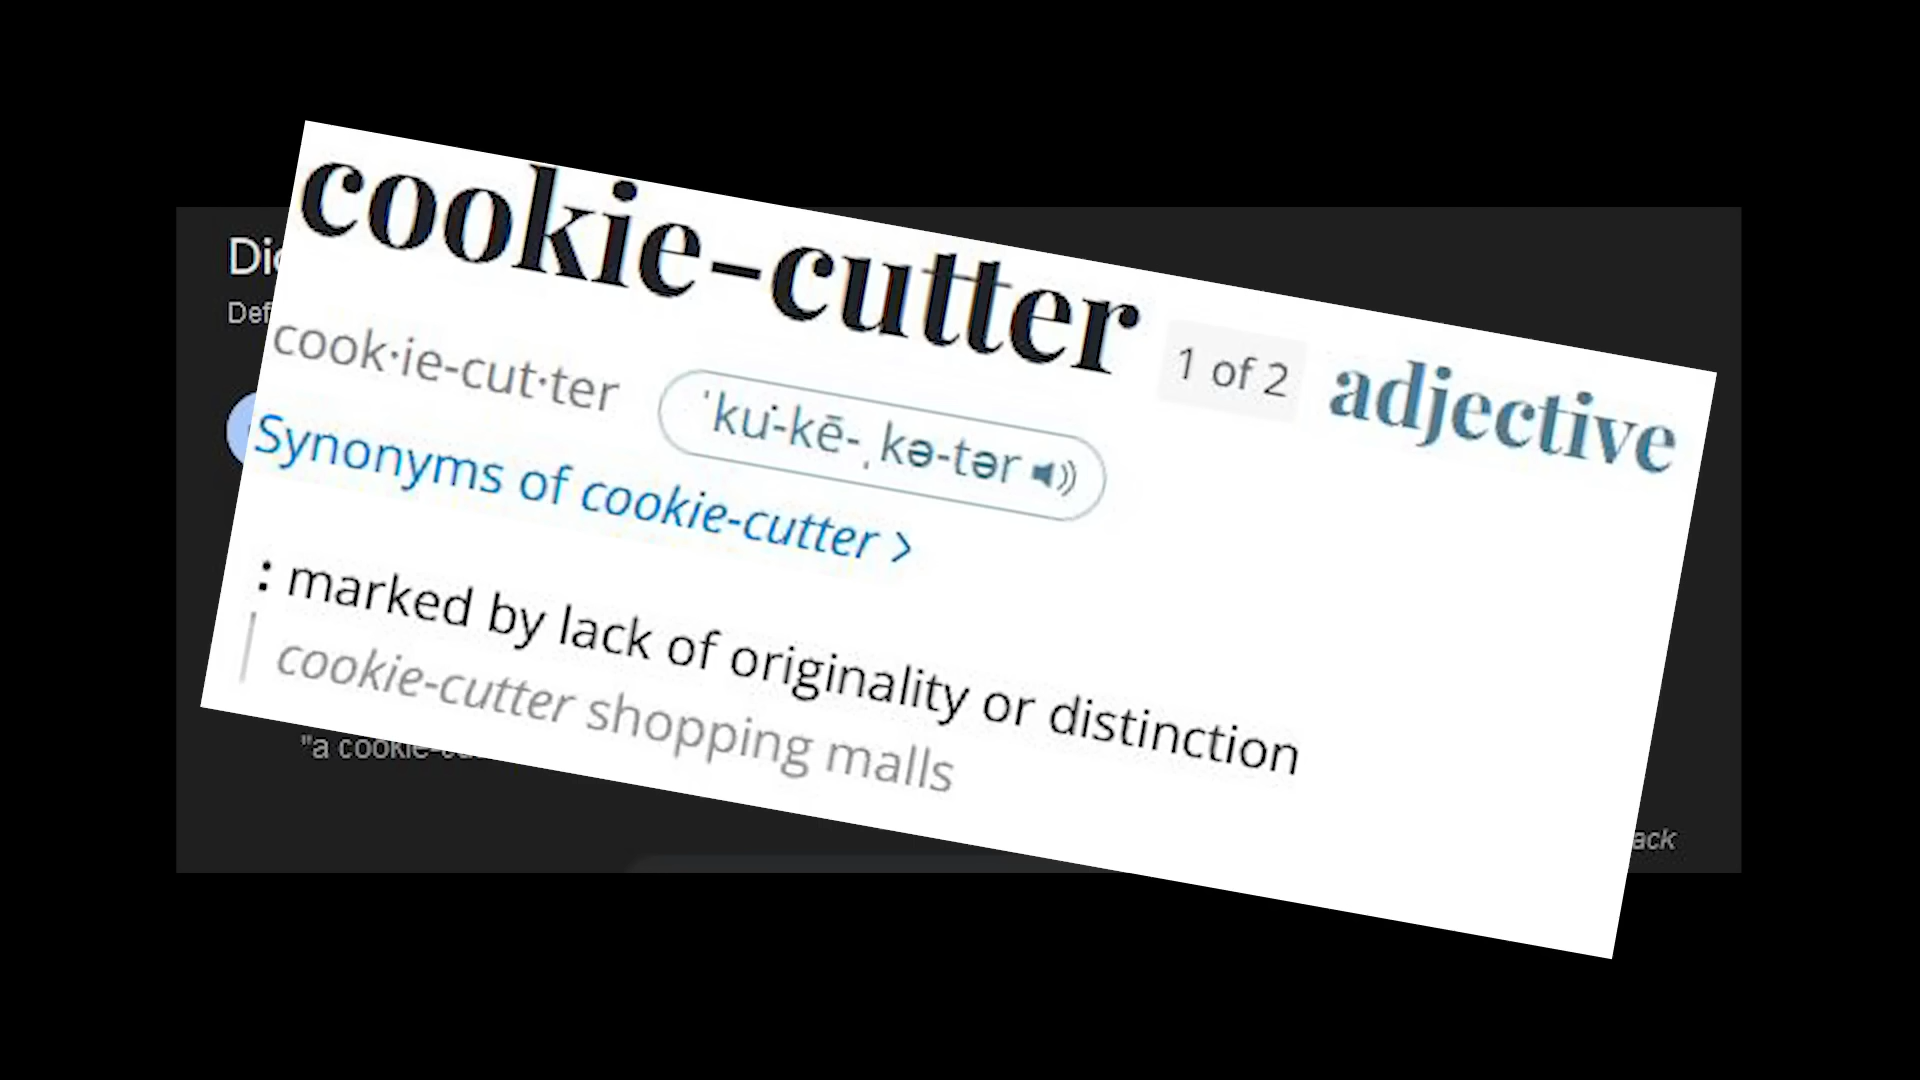 cookie-cutter 1 of 2 adjective
cook·ie-cut·ter ˈku̇-kē-ˌkə-tər
Synonyms of cookie-cutter >
: marked by lack of originality or distinction
cookie-cutter shopping malls
"a